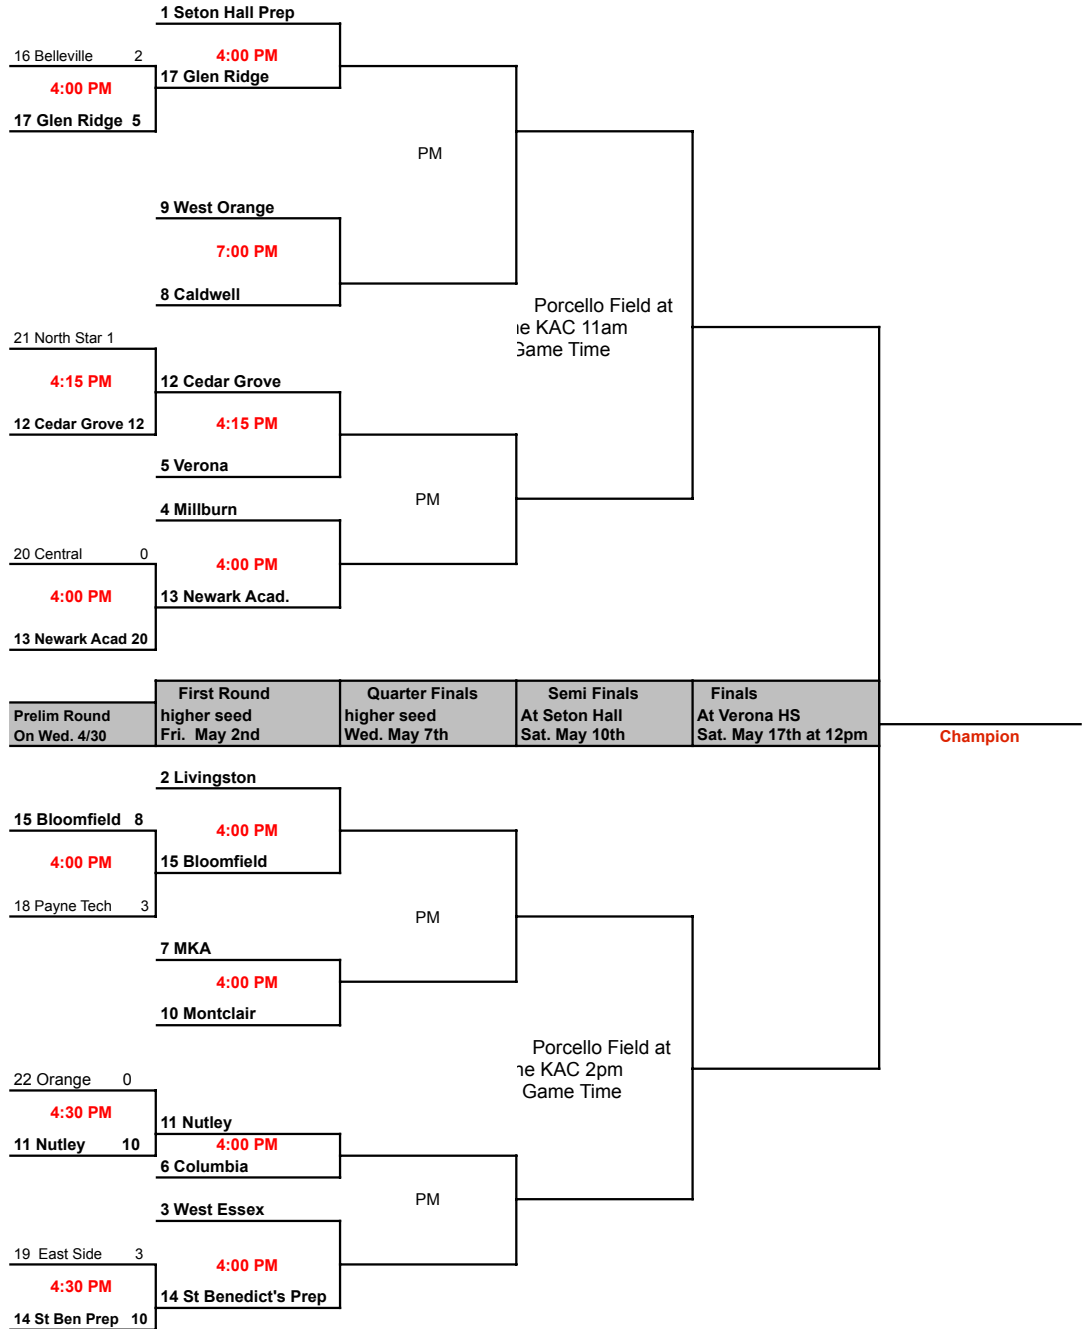 1 Seton Hall Prep
16 Belleville 2
4:00 PM
4:00 PM
17 Glen Ridge
17 Glen Ridge 5
PM
9 West Orange
7:00 PM
8 Caldwell
Porcello Field at
e KAC 11am
Game Time
21 North Star 1
4:15 PM
12 Cedar Grove
12 Cedar Grove 12
4:15 PM
5 Verona
PM
4 Millburn
20 Central 0
4:00 PM
4:00 PM
13 Newark Acad.
13 Newark Acad 20
First Round
Quarter Finals
Semi Finals
Finals
Prelim Round
higher seed
higher seed
At Seton Hall
At Verona HS
On Wed. 4/30
Fri. May 2nd
Wed. May 7th
Sat. May 10th
Sat. May 17th at 12pm
Champion
2 Livingston
15 Bloomfield 8
4:00 PM
4:00 PM
15 Bloomfield
18 Payne Tech 3
PM
7 MKA
4:00 PM
10 Montclair
Porcello Field at
he KAC 2pm
Game Time
22 Orange 0
4:30 PM
11 Nutley
11 Nutley 10
4:00 PM
6 Columbia
PM
3 West Essex
19 East Side 3
4:00 PM
4:30 PM
14 St Benedict's Prep
14 St Ben Prep 10